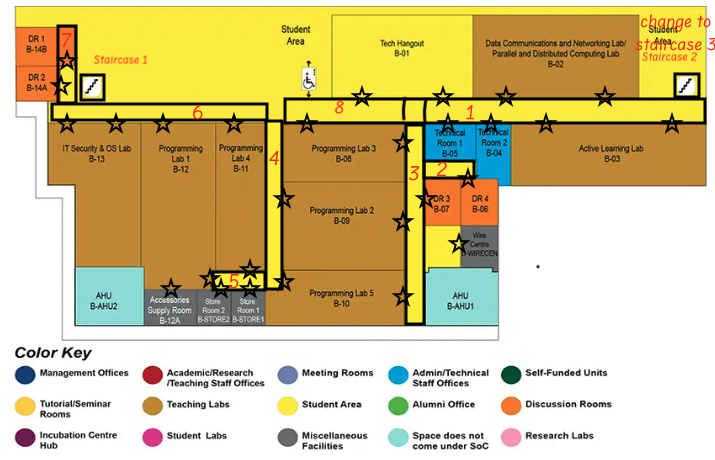 change to
staircase 3
Student
Area
Staircase 2
Student
Area
Tech Hangout
B-01
Data Communications and Networking Lab/
Parallel and Distributed Computing Lab
B-02
DR 1
B-14B
7
DR 2
B-14A
Staircase 1
6
8
1
IT Security & OS Lab
B-13
Programming
Lab 1
B-12
Programming
Lab 4
B-11
4
Programming Lab 3
B-08
3
Technical
Room 1
B-05
Technical
Room 2
B-04
Active Learning Lab
B-03
2
Programming Lab 2
B-09
DR 3
B-07
DR 4
B-06
Wire
Centre
B-WIRECEN
5
Programming Lab 5
B-10
AHU
B-AHU2
Accessories
Supply Room
B-12A
Store
Room 2
B-STORE2
Store
Room 1
B-STORE1
AHU
B-AHU1
Color Key
Management Offices
Academic/Research
/Teaching Staff Offices
Meeting Rooms
Admin/Technical
Staff Offices
Self-Funded Units
Tutorial/Seminar
Rooms
Teaching Labs
Student Area
Alumni Office
Discussion Rooms
Incubation Centre
Hub
Student Labs
Miscellaneous
Facilities
Space does not
come under SoC
Research Labs